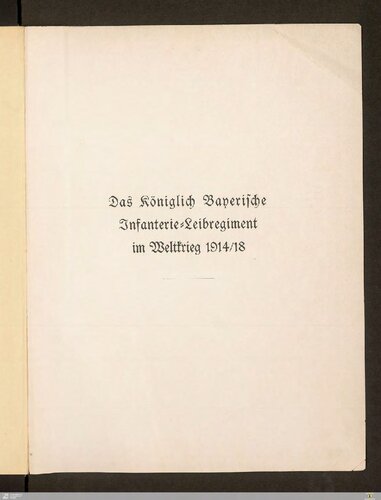 Das Königlich Bayerische
Infanterie-Leibregiment
im Weltkrieg 1914/18